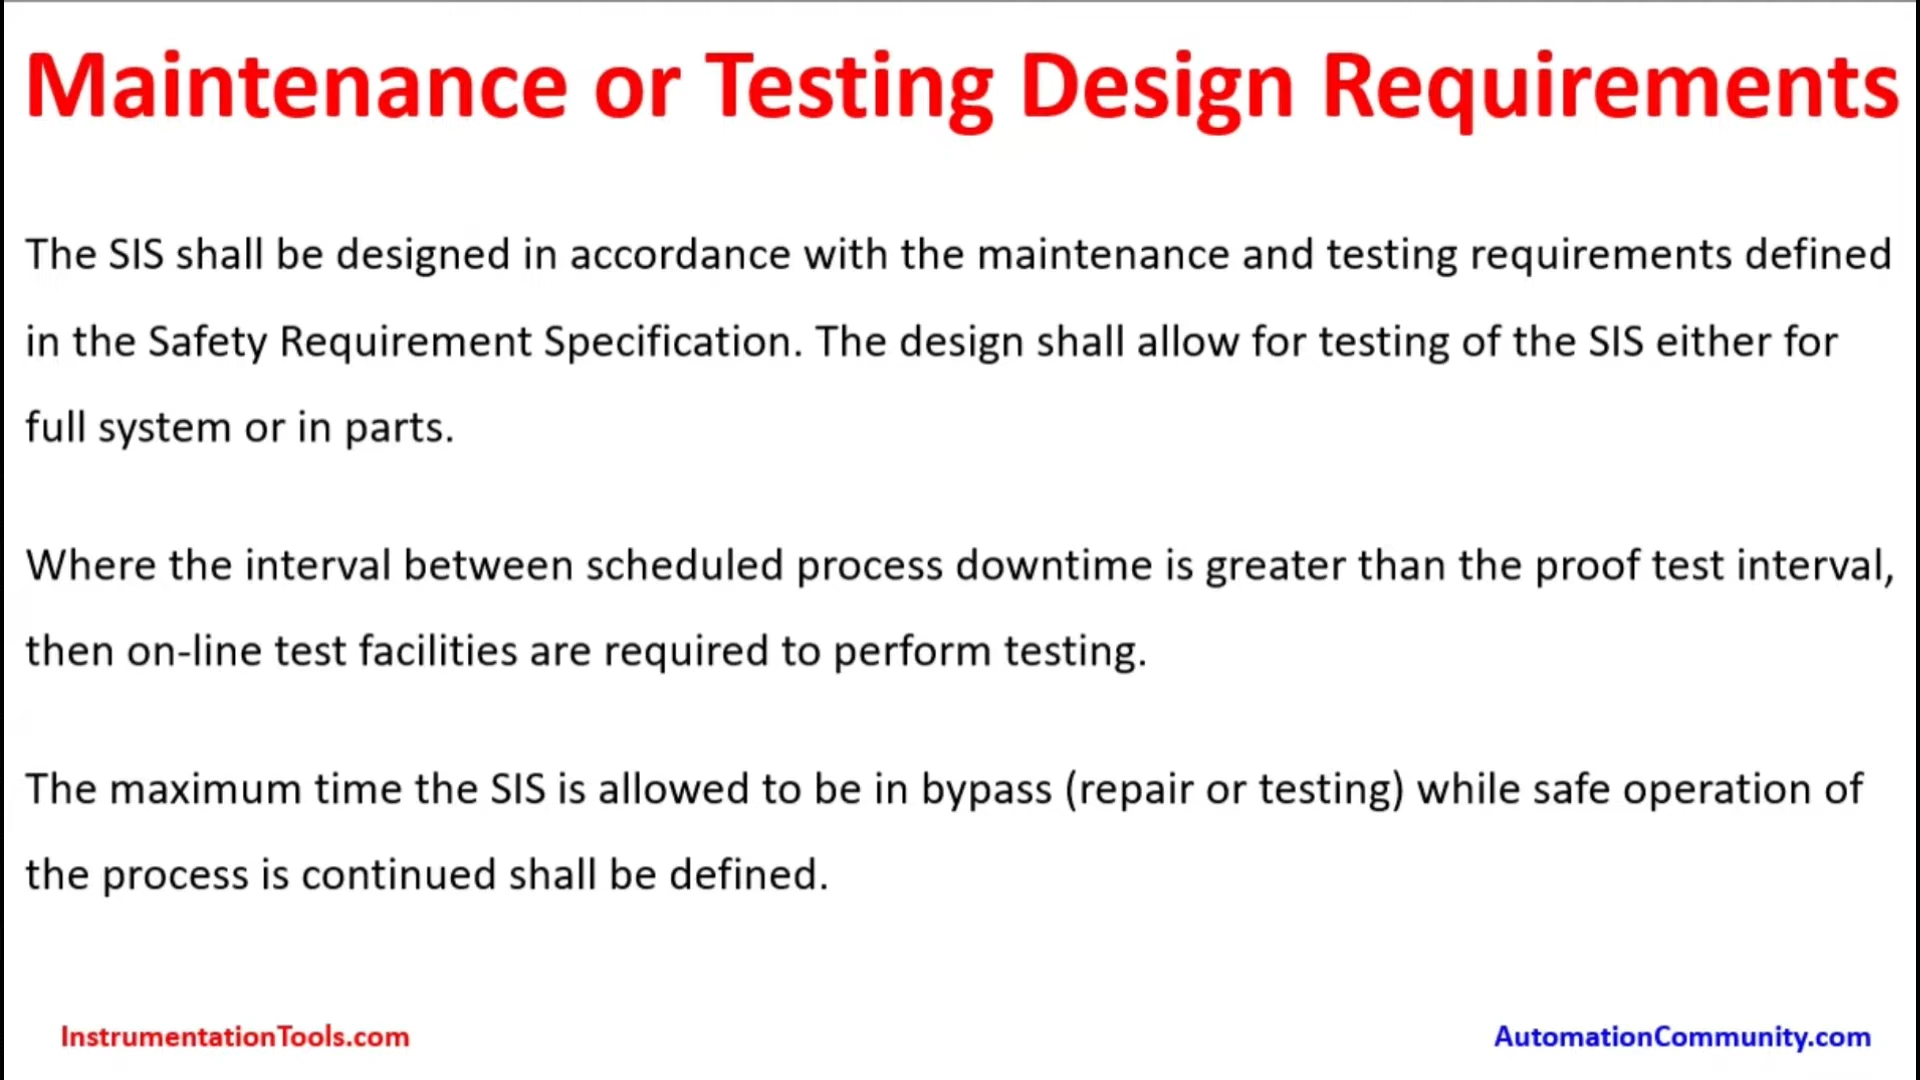 Maintenance or Testing Design Requirements
The SIS shall be designed in accordance with the maintenance and testing requirements defined
in the Safety Requirement Specification. The design shall allow for testing of the SIS either for
full system or in parts.
Where the interval between scheduled process downtime is greater than the proof test interval,
then on-line test facilities are required to perform testing.
The maximum time the SIS is allowed to be in bypass (repair or testing) while safe operation of
the process is continued shall be defined.
InstrumentationTools.com
AutomationCommunity.com